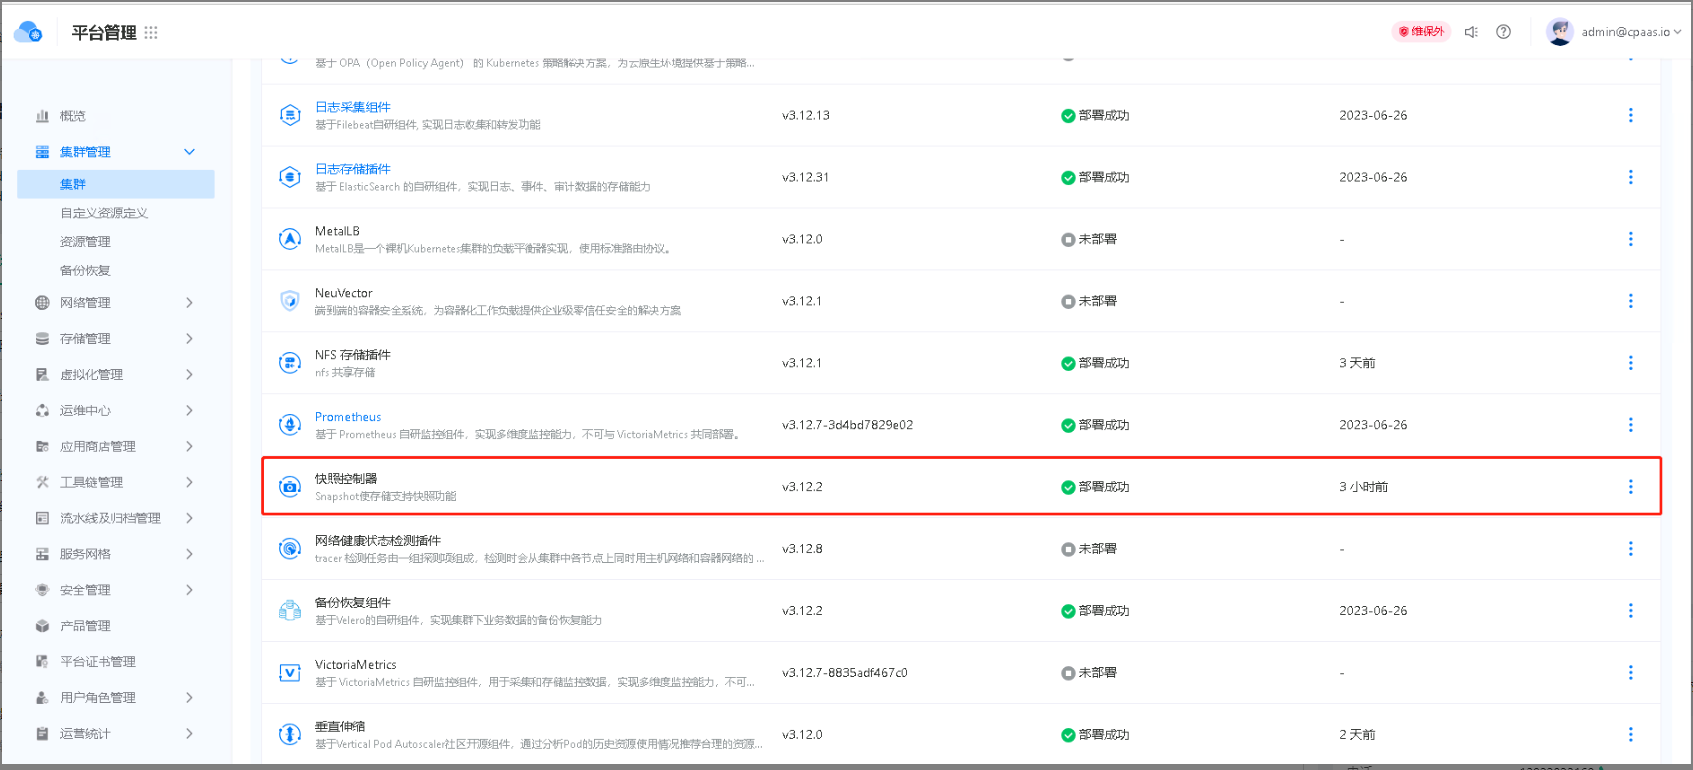 平台管理
维保外
admin@cpaas.io
概览
集群管理
集群
自定义资源定义
资源管理
备份恢复
网络管理
存储管理
虚拟化管理
运维中心
应用商店管理
工具链管理
流水线及归档管理
服务网格
安全管理
产品管理
平台证书管理
用户角色管理
运营统计
基于 OPA（Open Policy Agent） 的 Kubernetes 策略解决方案，为云原生环境提供基于策略...
日志采集组件
基于Filebeat自研组件, 实现日志收集和转发功能
v3.12.13
部署成功
2023-06-26
日志存储插件
基于 ElasticSearch 的自研组件，实现日志、事件、审计数据的存储能力
v3.12.31
部署成功
2023-06-26
MetalLB
MetalLB是一个裸机Kubernetes集群的负载平衡器实现，使用标准路由协议。
v3.12.0
未部署
-
NeuVector
端到端的容器安全系统，为容器化工作负载提供企业级零信任安全的解决方案
v3.12.1
未部署
-
NFS 存储插件
nfs 共享存储
v3.12.1
部署成功
3 天前
Prometheus
基于 Prometheus 自研监控组件，实现多维度监控能力，不可与 VictoriaMetrics 共同部署。
v3.12.7-3d4bd7829e02
部署成功
2023-06-26
快照控制器
Snapshot使存储支持快照功能
v3.12.2
部署成功
3 小时前
网络健康状态检测插件
tracer 检测任务由一组探测项组成，检测时会从集群中各节点上同时用主机网络和容器网络的 ...
v3.12.8
未部署
-
备份恢复组件
基于Velero的自研组件，实现集群下业务数据的备份恢复能力
v3.12.2
部署成功
2023-06-26
VictoriaMetrics
基于 VictoriaMetrics 自研监控组件，用于采集和存储监控数据，实现多维度监控能力，不可...
v3.12.7-8835adf467c0
未部署
-
垂直伸缩
基于Vertical Pod Autoscaler社区开源组件，通过分析Pod的历史资源使用情况推荐合理的资源...
v3.12.0
部署成功
2 天前